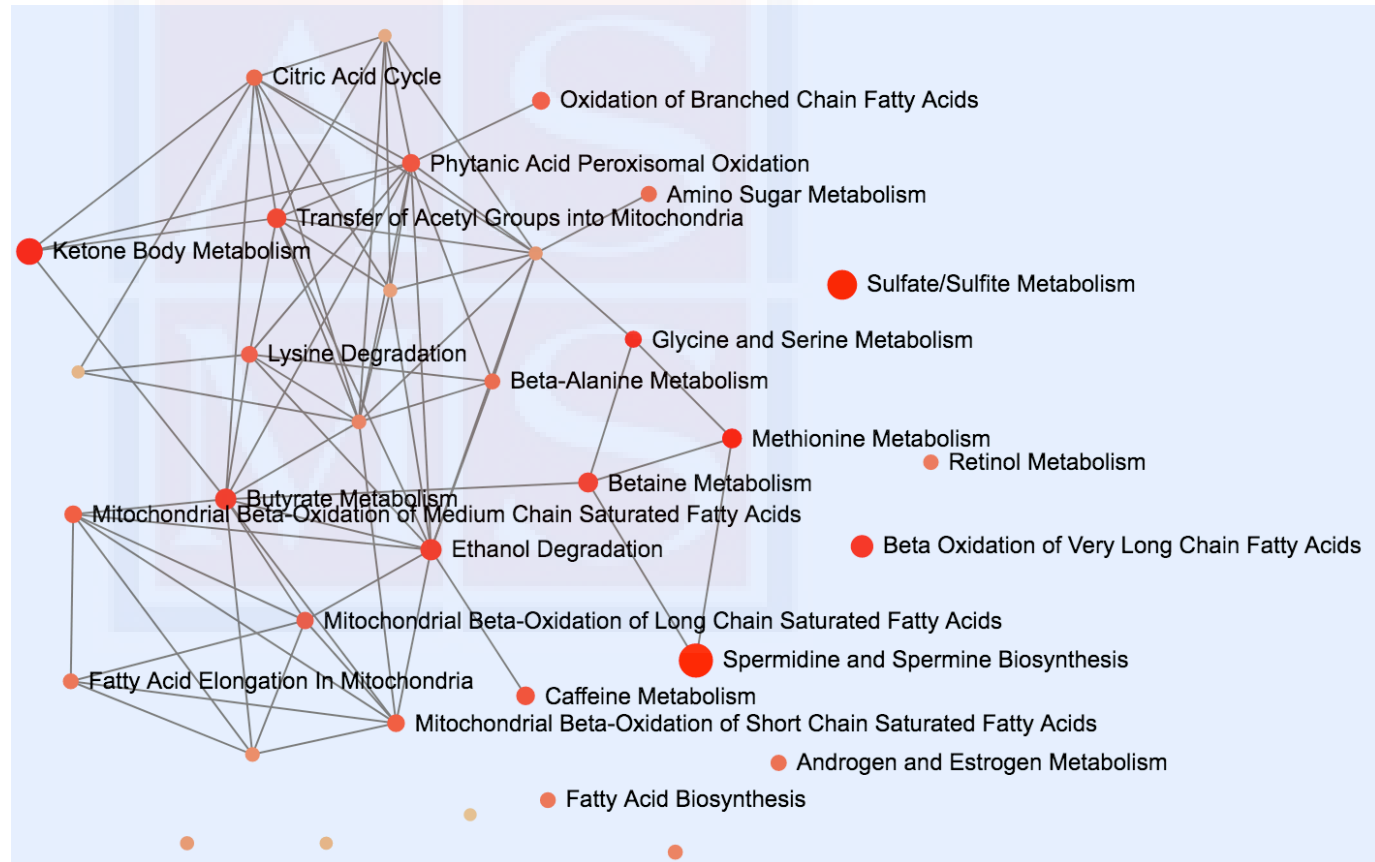 Citric Acid Cycle
Oxidation of Branched Chain Fatty Acids
Phytanic Acid Peroxisomal Oxidation
Amino Sugar Metabolism
Transfer of Acetyl Groups into Mitochondria
Ketone Body Metabolism
Sulfate/Sulfite Metabolism
Glycine and Serine Metabolism
Lysine Degradation
Beta-Alanine Metabolism
Methionine Metabolism
Retinol Metabolism
Betaine Metabolism
Butyrate Metabolism
Mitochondrial Beta-Oxidation of Medium Chain Saturated Fatty Acids
Beta Oxidation of Very Long Chain Fatty Acids
Ethanol Degradation
Mitochondrial Beta-Oxidation of Long Chain Saturated Fatty Acids
Spermidine and Spermine Biosynthesis
Fatty Acid Elongation In Mitochondria
Caffeine Metabolism
Mitochondrial Beta-Oxidation of Short Chain Saturated Fatty Acids
Androgen and Estrogen Metabolism
Fatty Acid Biosynthesis
A S
M S